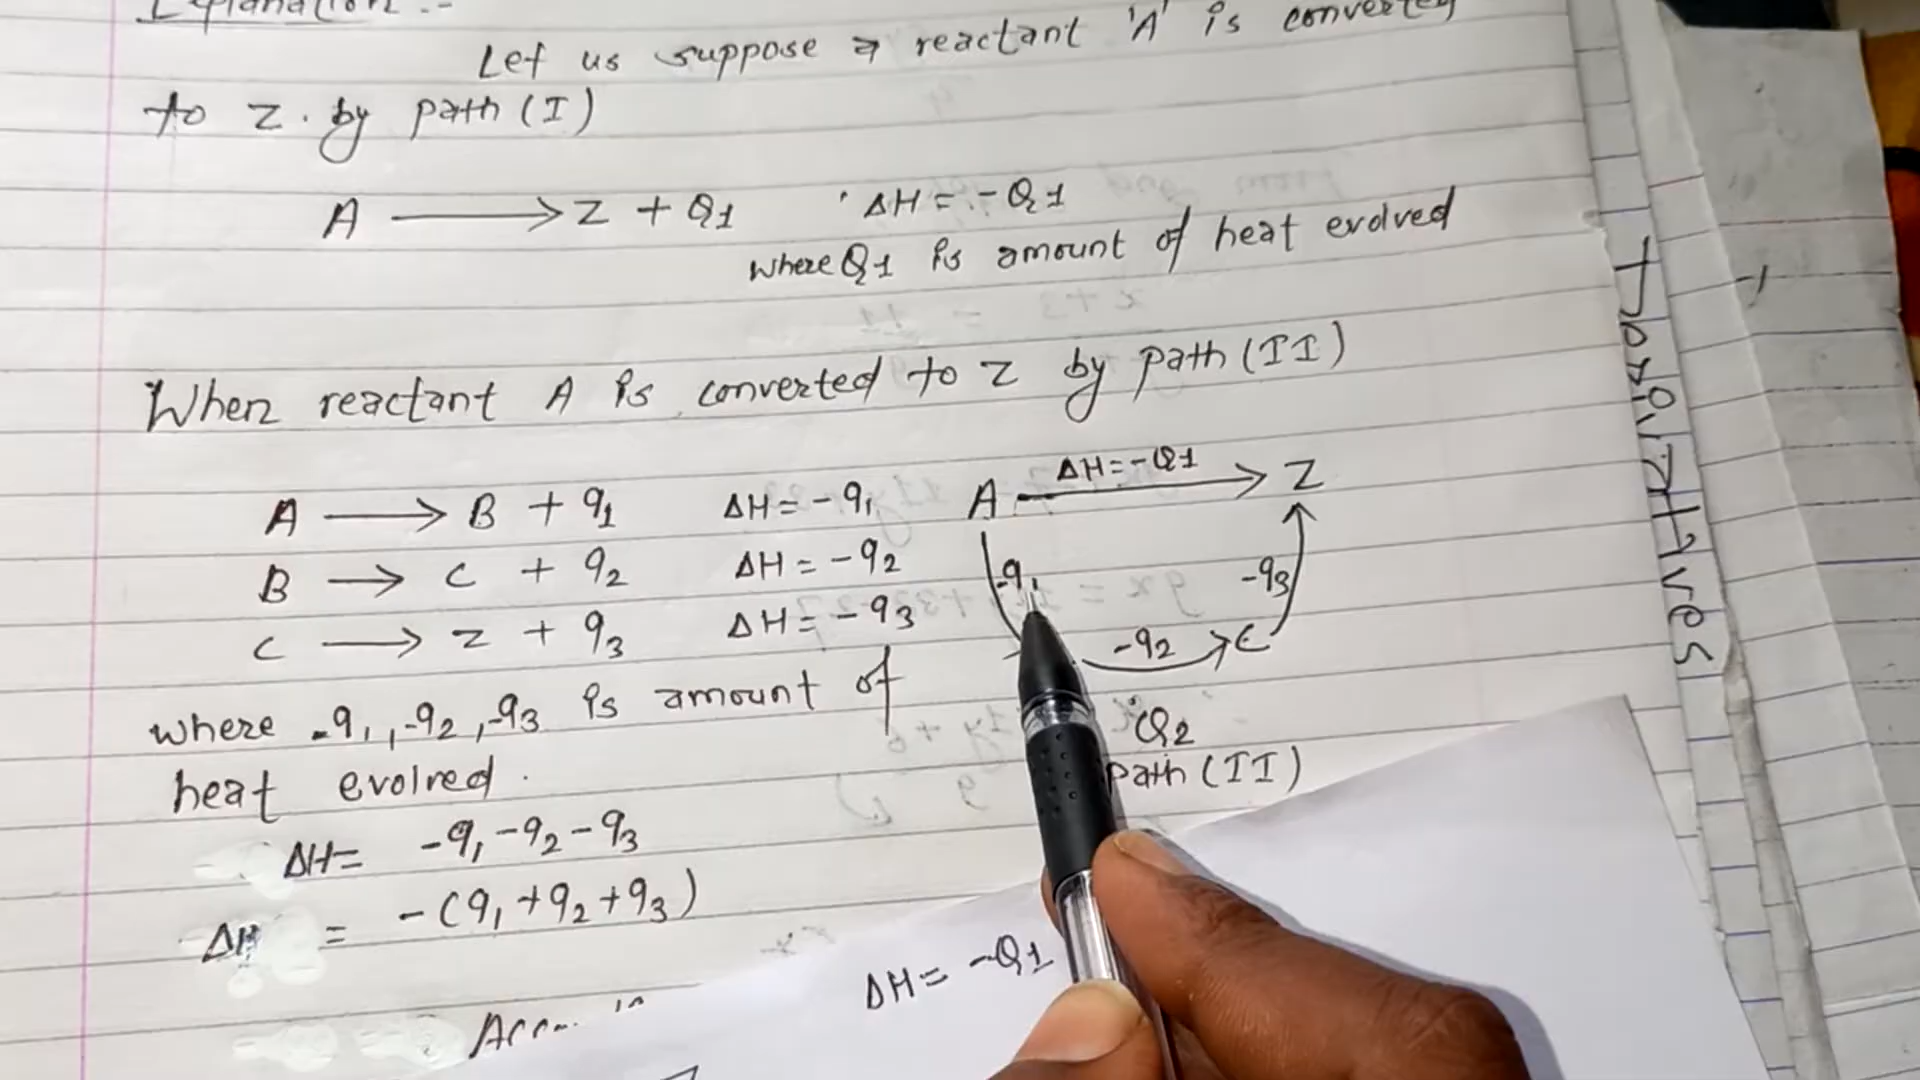 Explanation :-
Let us suppose a reactant 'A' is converted
to Z. by path (I)
A ⟶ Z + Q1 ΔH = -Q1
where Q1 is amount of heat evolved
When reactant A is converted to Z by path (II)
A ⟶ B + q1 ΔH = -q1
B ⟶ C + q2 ΔH = -q2
C ⟶ Z + q3 ΔH = -q3
where -q1, -q2, -q3 is amount of
heat evolved.
ΔH = -q1 -q2 -q3
ΔH = -(q1 + q2 + q3)
A ΔH = -Q1 Z
-q1 -q3
-q2 C
Q2
path (II)
ΔH = -Q1